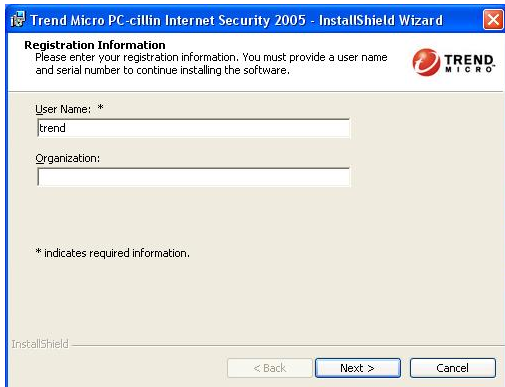 Trend Micro PC-cillin Internet Security 2005 - InstallShield Wizard
Registration Information
Please enter your registration information. You must provide a user name
and serial number to continue installing the software.
TREND
MICRO
User Name: *
trend
Organization:
* indicates required information.
InstallShield
< Back
Next >
Cancel